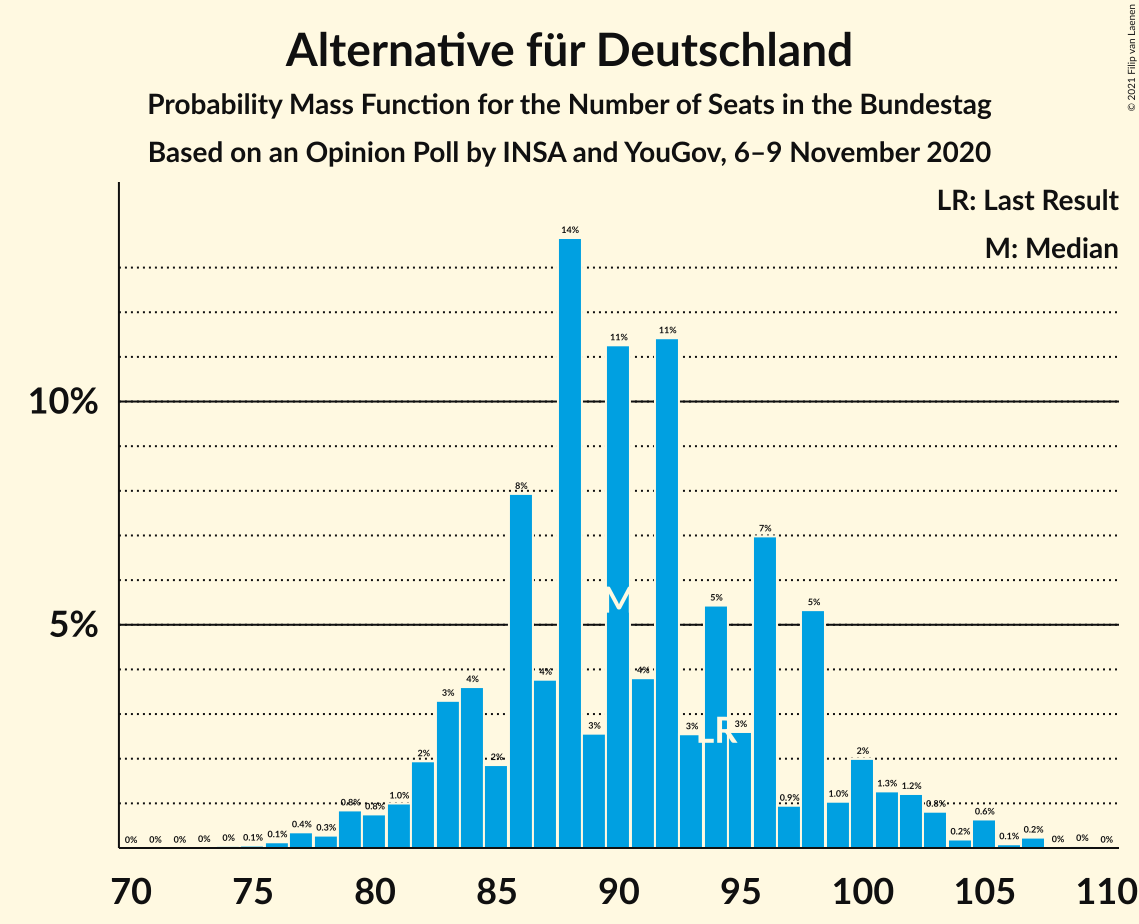 Alternative für Deutschland
Probability Mass Function for the Number of Seats in the Bundestag
Based on an Opinion Poll by INSA and YouGov, 6–9 November 2020
© 2021 Filip van Laenen
LR: Last Result
M: Median
10%
5%
0% 0% 0% 0% 0% 0.1% 0.1% 0.4% 0.3% 0.8% 0.8% 1.0% 2% 3% 4% 2% 8% 4% 14% 3% 11% 4% 11% 3% 5% 3% 7% 0.9% 5% 1.0% 2% 1.3% 1.2% 0.8% 0.2% 0.6% 0.1% 0.2% 0% 0% 0%
M
LR
70 75 80 85 90 95 100 105 110